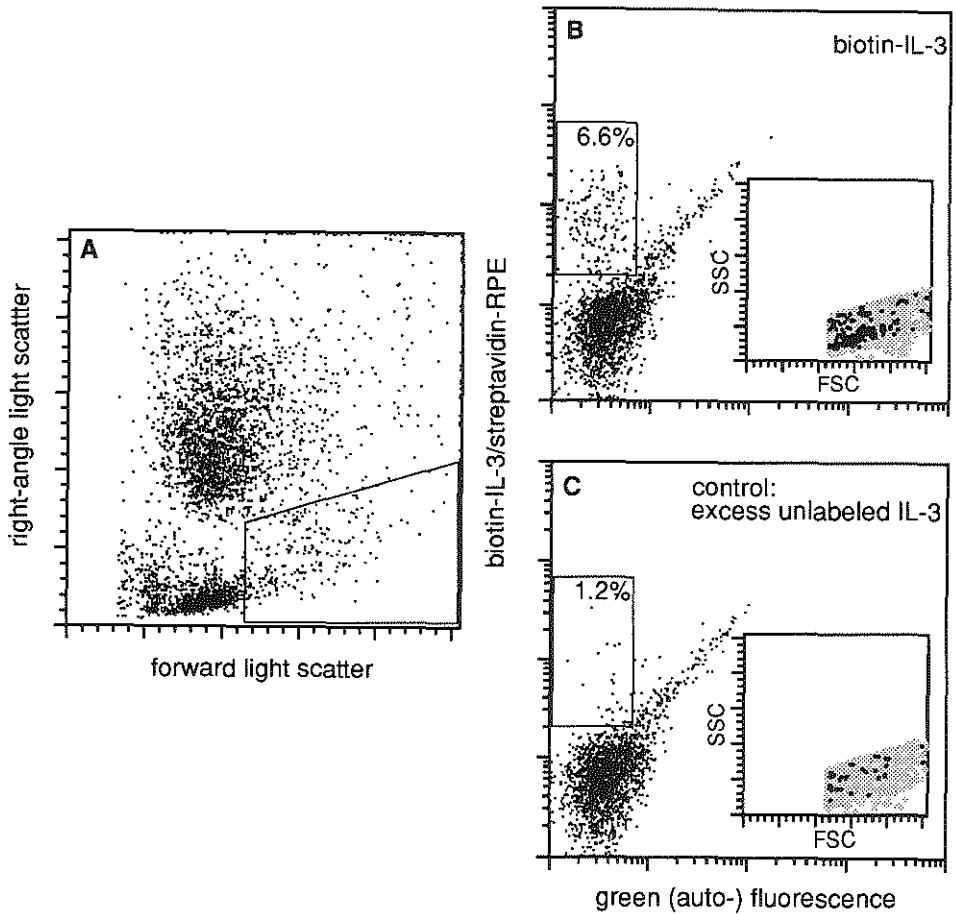 A
right-angle light scatter
forward light scatter
B
biotin-IL-3
6.6%
SSC
FSC
biotin-IL-3/streptavidin-RPE
C
control:
excess unlabeled IL-3
1.2%
SSC
FSC
green (auto-) fluorescence